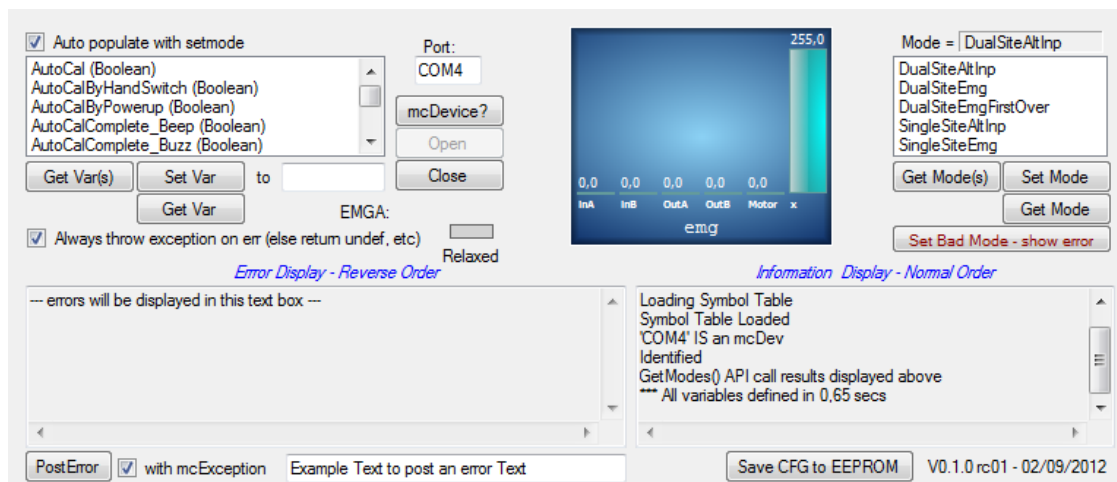 Auto populate with setmode
AutoCal (Boolean)
AutoCalByHandSwitch (Boolean)
AutoCalByPowerup (Boolean)
AutoCalComplete_Beep (Boolean)
AutoCalComplete_Buzz (Boolean)
Get Var(s) Set Var to
Get Var EMGA:
Always throw exception on err (else return undef, etc)
Relaxed
Port:
COM4
mcDevice?
Open
Close
255,0
0,0 0,0 0,0 0,0 0,0
InA InB OutA OutB Motor x
emg
Mode = DualSiteAltInp
DualSiteAltInp
DualSiteEmg
DualSiteEmgFirstOver
SingleSiteAltInp
SingleSiteEmg
Get Mode(s) Set Mode
Get Mode
Set Bad Mode - show error
Error Display - Reverse Order
--- errors will be displayed in this text box ---
Information Display - Normal Order
Loading Symbol Table
Symbol Table Loaded
'COM4' IS an mcDev
Identified
GetModes() API call results displayed above
*** All variables defined in 0,65 secs
PostError with mcException Example Text to post an error Text
Save CFG to EEPROM V0.1.0 rc01 - 02/09/2012